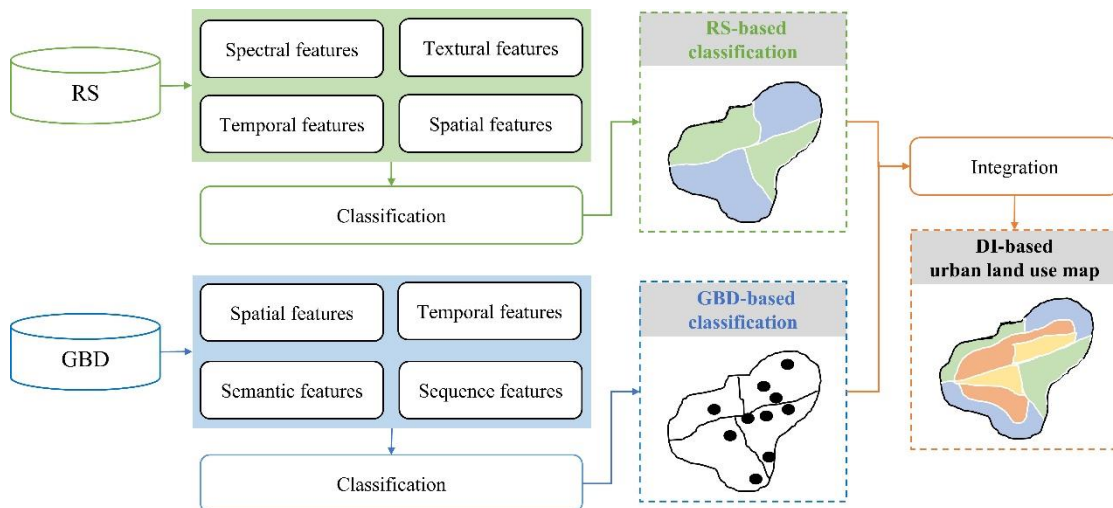 RS
Spectral features
Textural features
Temporal features
Spatial features
Classification
RS-based
classification
Integration
DI-based
urban land use map
GBD
Spatial features
Temporal features
Semantic features
Sequence features
Classification
GBD-based
classification